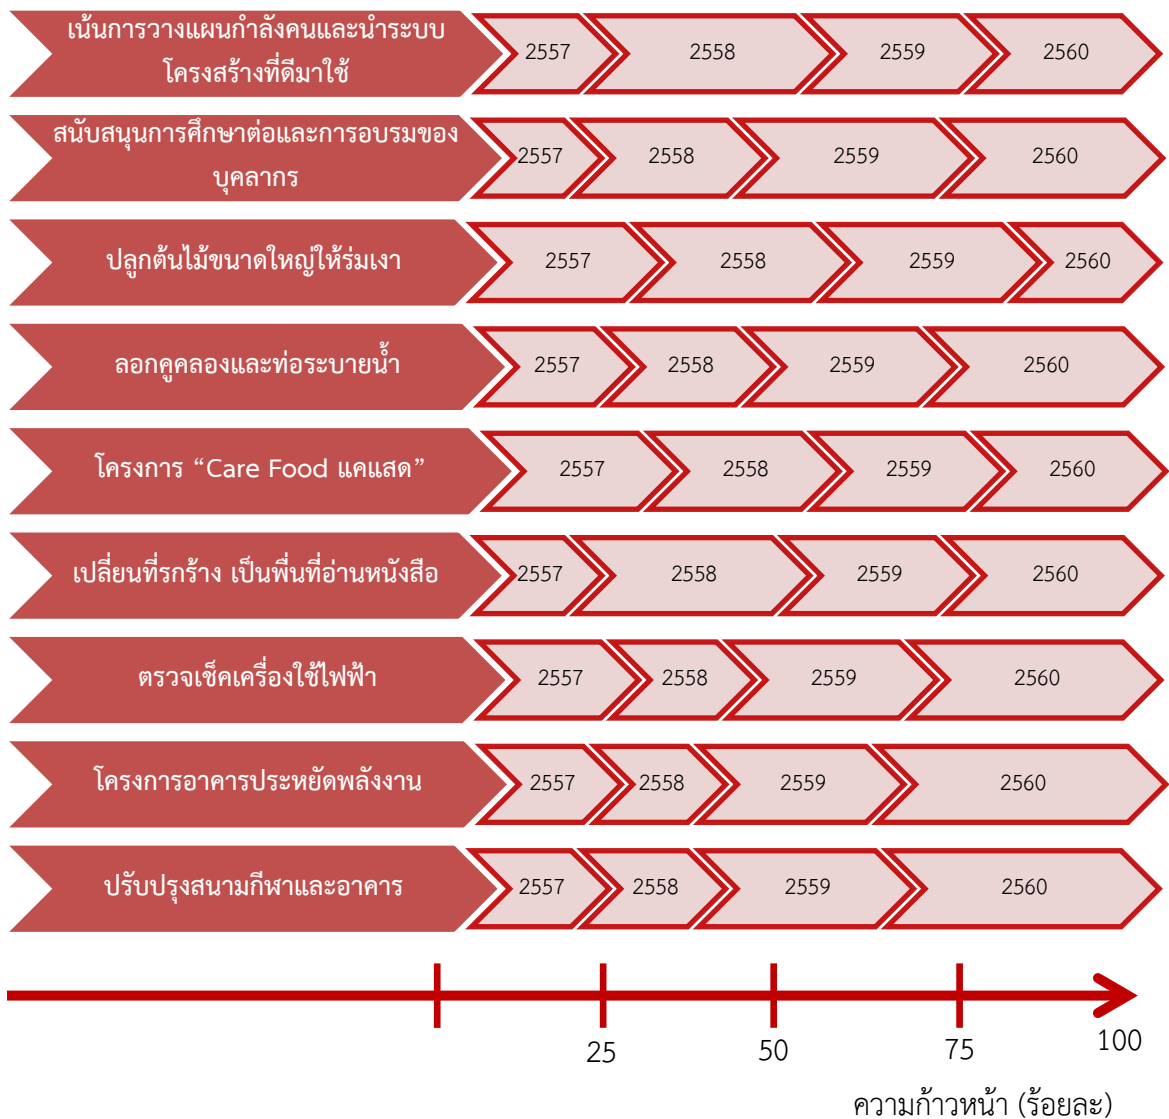 เน้นการวางแผนกำลังคนและนำระบบ
โครงสร้างที่ดีมาใช้
2557 2558 2559 2560
สนับสนุนการศึกษาต่อและการอบรมของ
บุคลากร
2557 2558 2559 2560
ปลูกต้นไม้ขนาดใหญ่ให้ร่มเงา
2557 2558 2559 2560
ลอกคูคลองและท่อระบายน้ำ
2557 2558 2559 2560
โครงการ “Care Food แคแสด”
2557 2558 2559 2560
เปลี่ยนที่รกร้าง เป็นพื่นที่อ่านหนังสือ
2557 2558 2559 2560
ตรวจเช็คเครื่องใช้ไฟฟ้า
2557 2558 2559 2560
โครงการอาคารประหยัดพลังงาน
2557 2558 2559 2560
ปรับปรุงสนามกีฬาและอาคาร
2557 2558 2559 2560
25 50 75 100
ความก้าวหน้า (ร้อยละ)